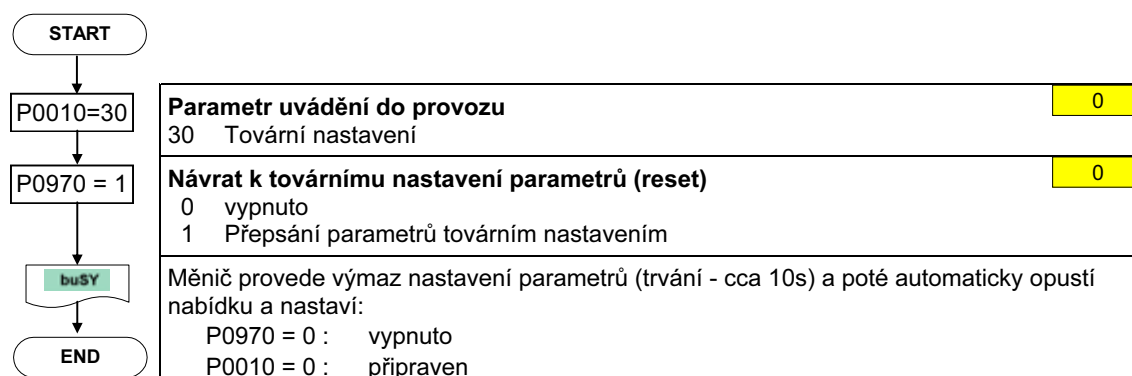 START
P0010=30
Parametr uvádění do provozu
0
30 Tovární nastavení
P0970 = 1
Návrat k továrnímu nastavení parametrů (reset)
0
0 vypnuto
1 Přepsání parametrů továrním nastavením
buSY
Měnič provede výmaz nastavení parametrů (trvání - cca 10s) a poté automaticky opustí
nabídku a nastaví:
P0970 = 0 : vypnuto
END
P0010 = 0 : připraven